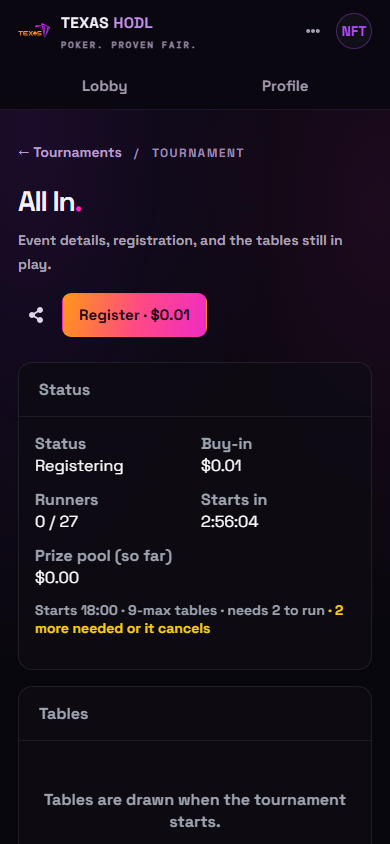 TEXAS
TEXAS HODL
POKER. PROVEN FAIR.
NFT
Lobby
Profile
← Tournaments / TOURNAMENT
All In.
Event details, registration, and the tables still in
play.
Register · $0.01
Status
Status
Buy-in
Registering
$0.01
Runners
Starts in
0 / 27
2:56:04
Prize pool (so far)
$0.00
Starts 18:00 · 9-max tables · needs 2 to run · 2
more needed or it cancels
Tables
Tables are drawn when the tournament
starts.